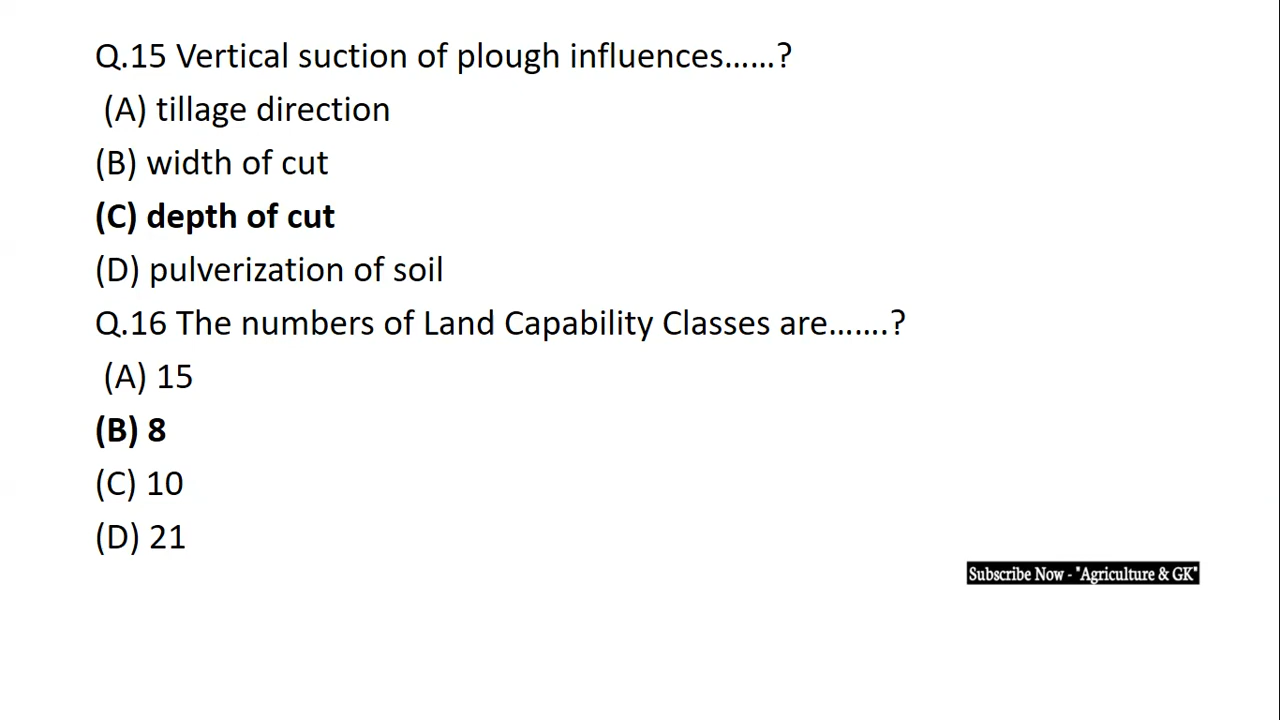 Q.15 Vertical suction of plough influences......?
(A) tillage direction
(B) width of cut
(C) depth of cut
(D) pulverization of soil
Q.16 The numbers of Land Capability Classes are.......?
(A) 15
(B) 8
(C) 10
(D) 21
Subscribe Now - "Agriculture & GK"